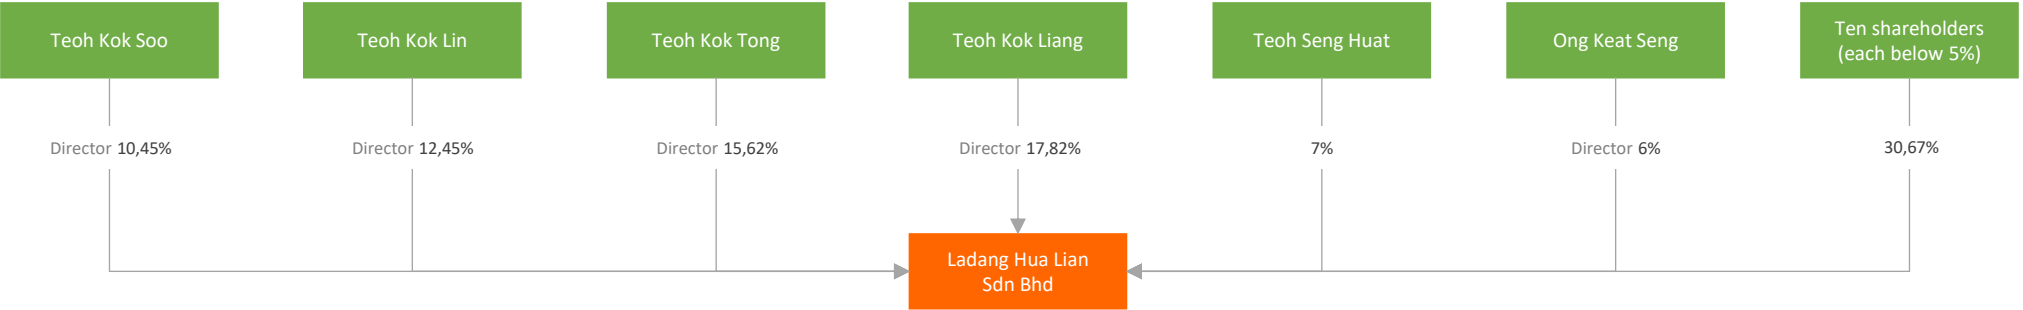 Teoh Kok Soo
Teoh Kok Lin
Teoh Kok Tong
Teoh Kok Liang
Teoh Seng Huat
Ong Keat Seng
Ten shareholders
(each below 5%)
Director 10,45%
Director 12,45%
Director 15,62%
Director 17,82%
7%
Director 6%
30,67%
Ladang Hua Lian
Sdn Bhd